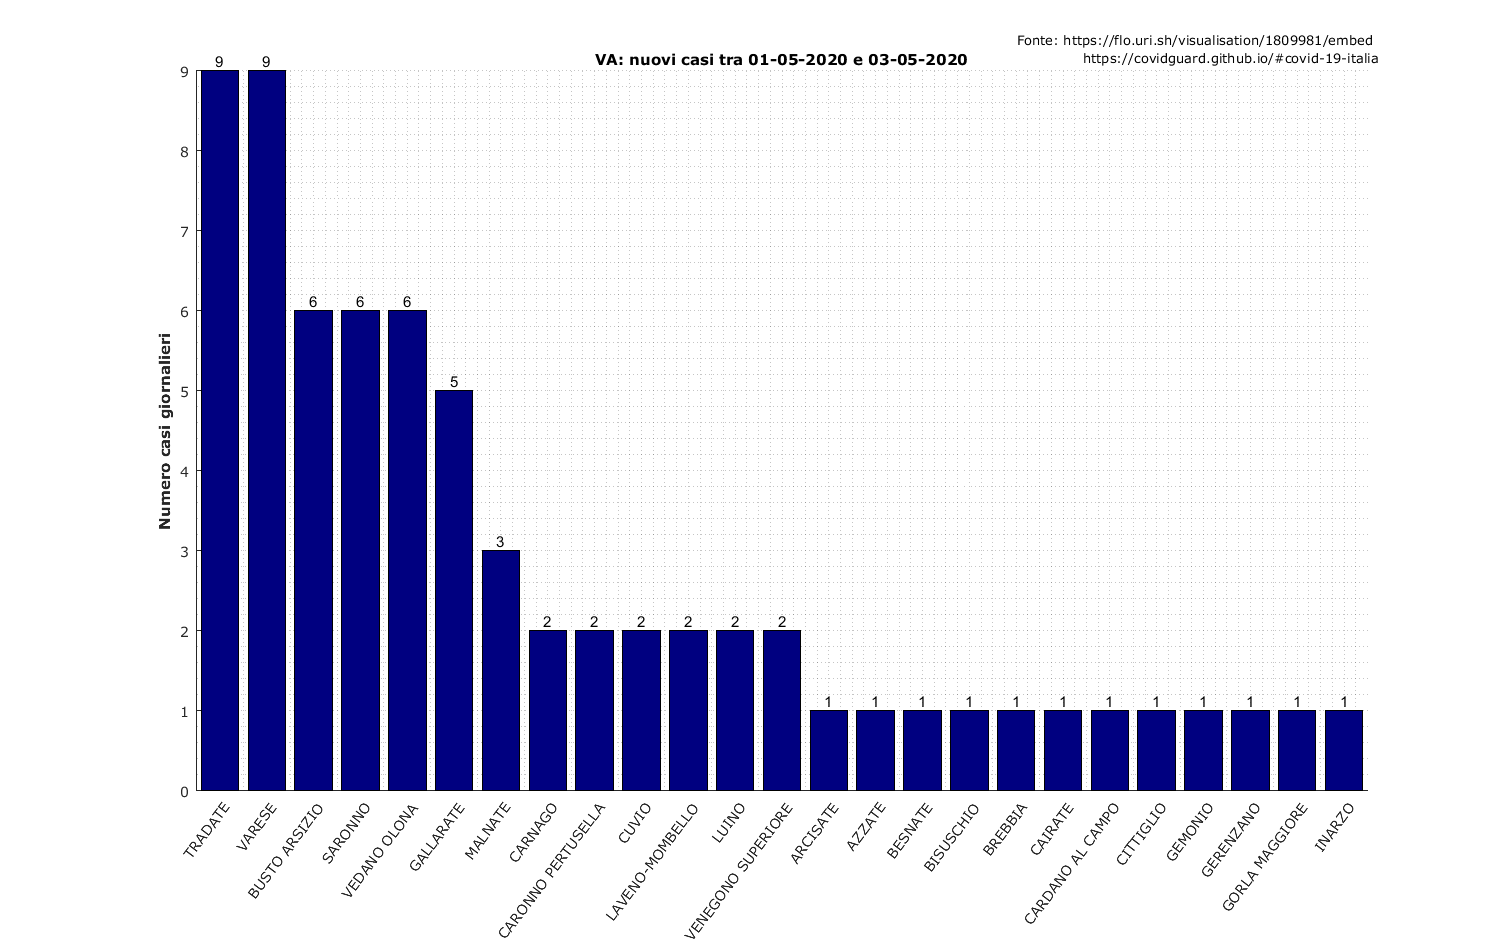 Fonte: https://flo.uri.sh/visualisation/1809981/embed
https://covidguard.github.io/#covid-19-italia
VA: nuovi casi tra 01-05-2020 e 03-05-2020
Numero casi giornalieri
9
8
7
6
5
4
3
2
1
0
9
9
6
6
6
5
3
2
2
2
2
2
2
1
1
1
1
1
1
1
1
1
1
1
1
TRADATE
VARESE
BUSTO ARSIZIO
SARONNO
VEDANO OLONA
GALLARATE
MALNATE
CARNAGO
CARONNO PERTUSELLA
CUVIO
LAVENO-MOMBELLO
LUINO
VENEGONO SUPERIORE
ARCISATE
AZZATE
BESNATE
BISUSCHIO
BREBBIA
CAIRATE
CARDANO AL CAMPO
CITTIGLIO
GEMONIO
GERENZANO
GORLA MAGGIORE
INARZO